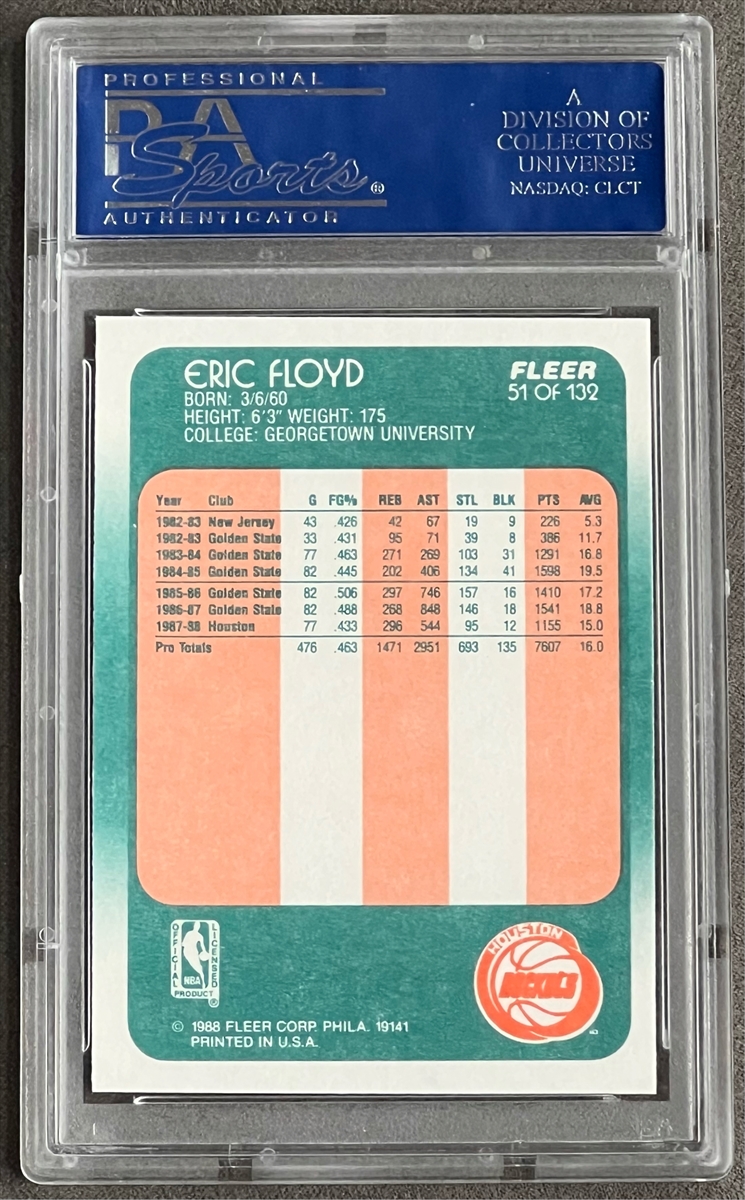 PROFESSIONAL
PSA
Sports®
AUTHENTICATOR
A
DIVISION OF
COLLECTORS
UNIVERSE
NASDAQ: CLCT
ERIC FLOYD
BORN: 3/6/60
HEIGHT: 6'3" WEIGHT: 175
COLLEGE: GEORGETOWN UNIVERSITY
FLEER
51 OF 132
Year Club G FG% REB AST STL BLK PTS AVG
1982-83 New Jersey 43 .426 42 67 19 9 226 5.3
1982-83 Golden State 33 .431 95 71 39 8 386 11.7
1983-84 Golden State 77 .463 271 269 103 31 1291 16.8
1984-85 Golden State 82 .445 202 406 134 41 1598 19.5
1985-86 Golden State 82 .506 297 746 157 16 1410 17.2
1986-87 Golden State 82 .488 268 848 146 18 1541 18.8
1987-88 Houston 77 .433 296 544 95 12 1155 15.0
Pro Totals 476 .463 1471 2951 693 135 7607 16.0
OFFICIAL
LICENSED
NBA
PRODUCT ®
HOUSTON
ROCKETS
© 1988 FLEER CORP. PHILA. 19141
PRINTED IN U.S.A.